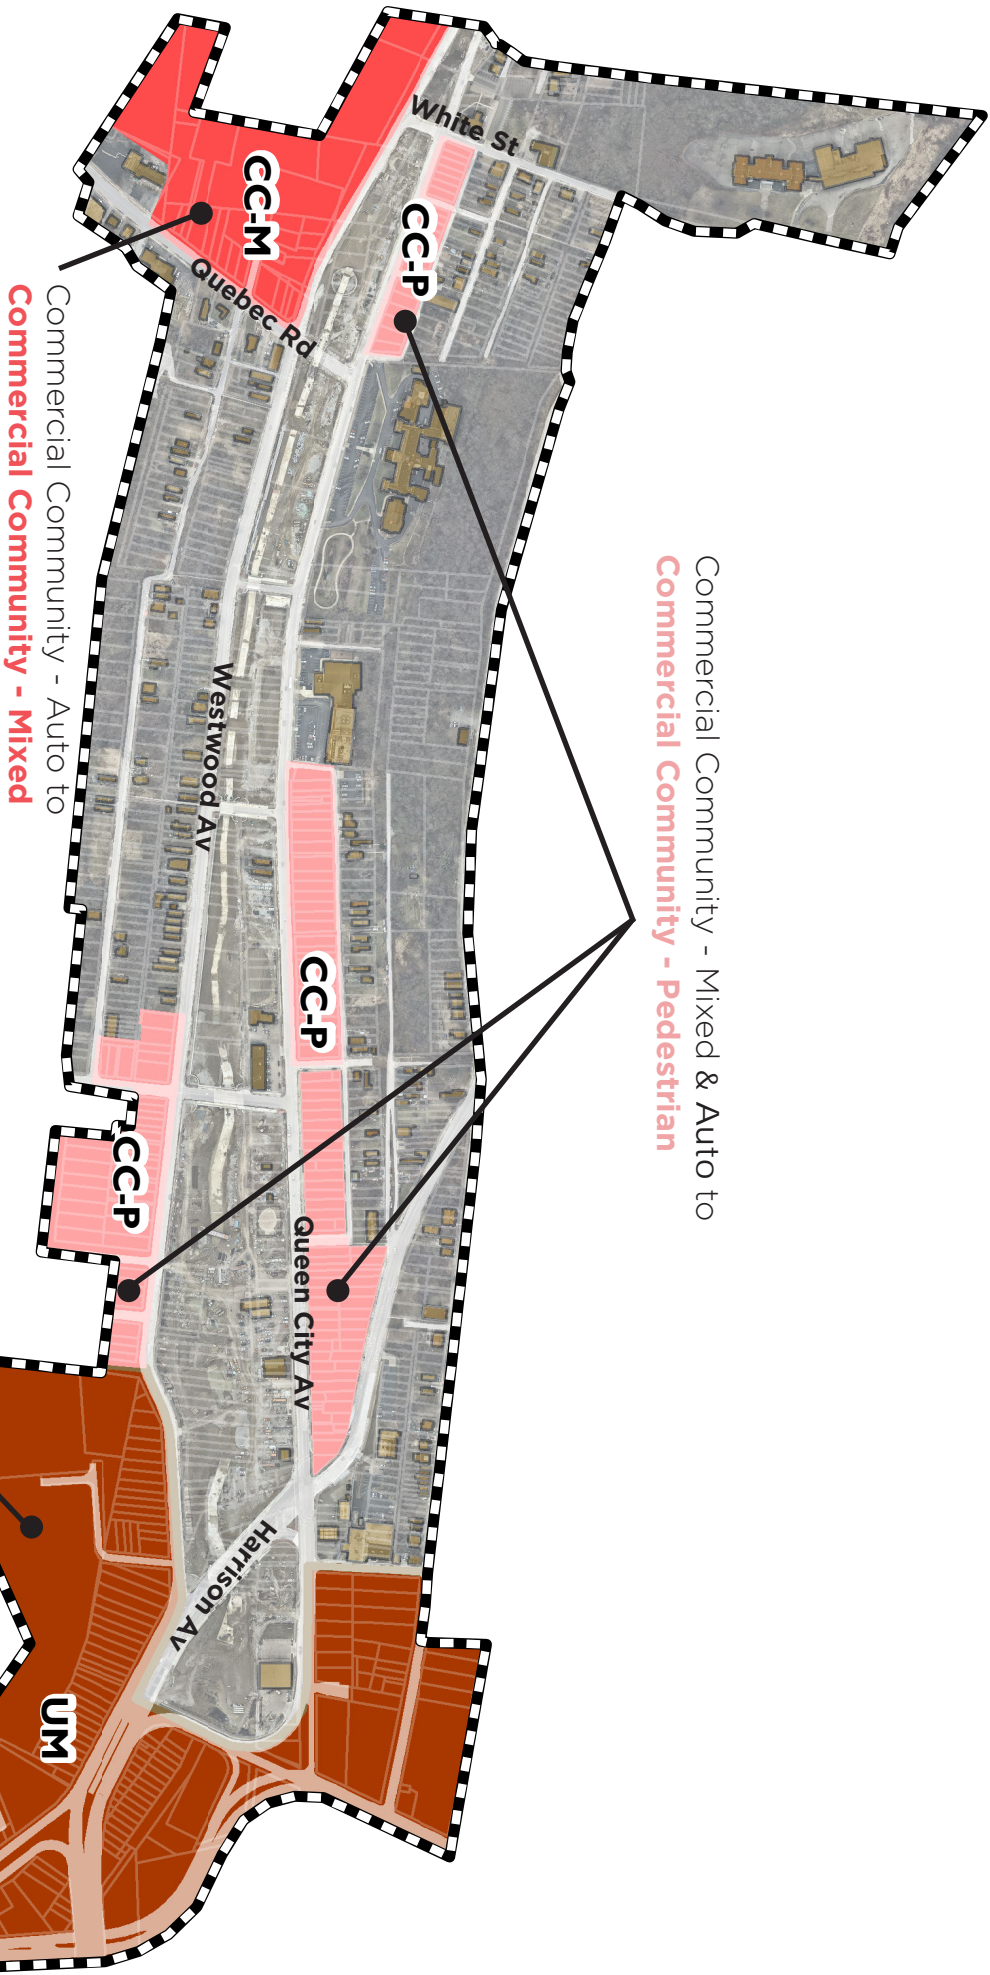 Commercial Community - Mixed & Auto to
Commercial Community - Pedestrian
White St
CC-P
CC-M
Quebec Rd
Commercial Community - Auto to
Commercial Community - Mixed
Westwood Av
CC-P
CC-P
Queen City Av
Harrison Av
UM